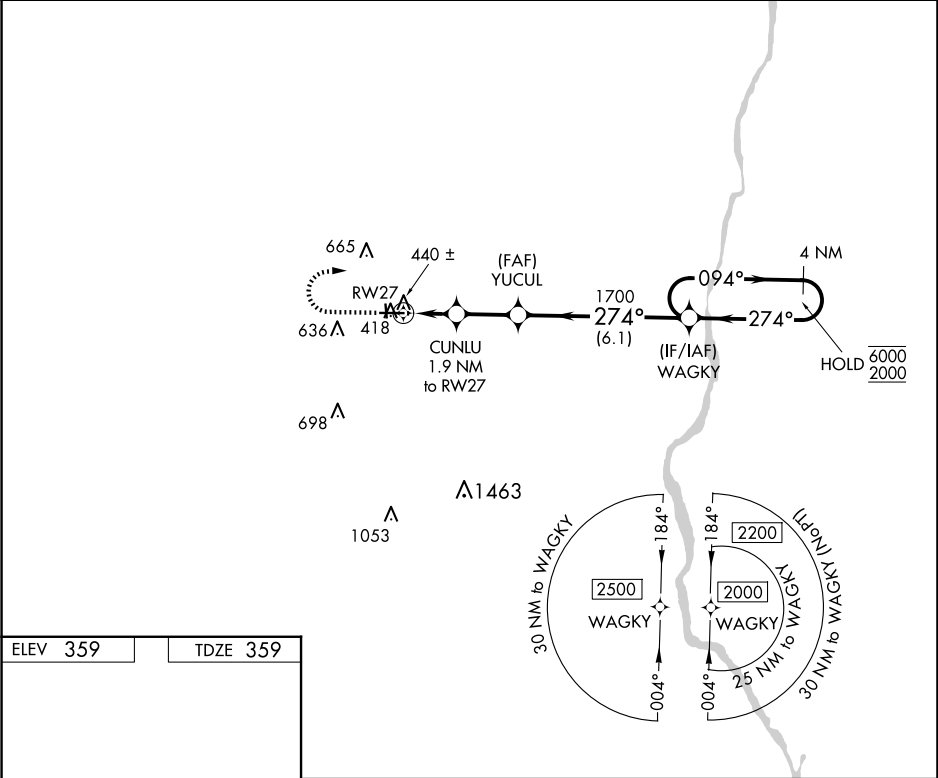 665
440 ±
(FAF)
YUCUL
4 NM
094°
RW27
418
636
1700
274°
(6.1)
274°
CUNLU
1.9 NM
to RW27
(IF/IAF)
WAGKY
HOLD 6000
2000
698
1463
1053
30 NM to WAGKY
184°
2500
WAGKY
004°
184°
2200
2000
WAGKY
004°
25 NM to WAGKY
30 NM to WAGKY (NoPT)
ELEV 359
TDZE 359